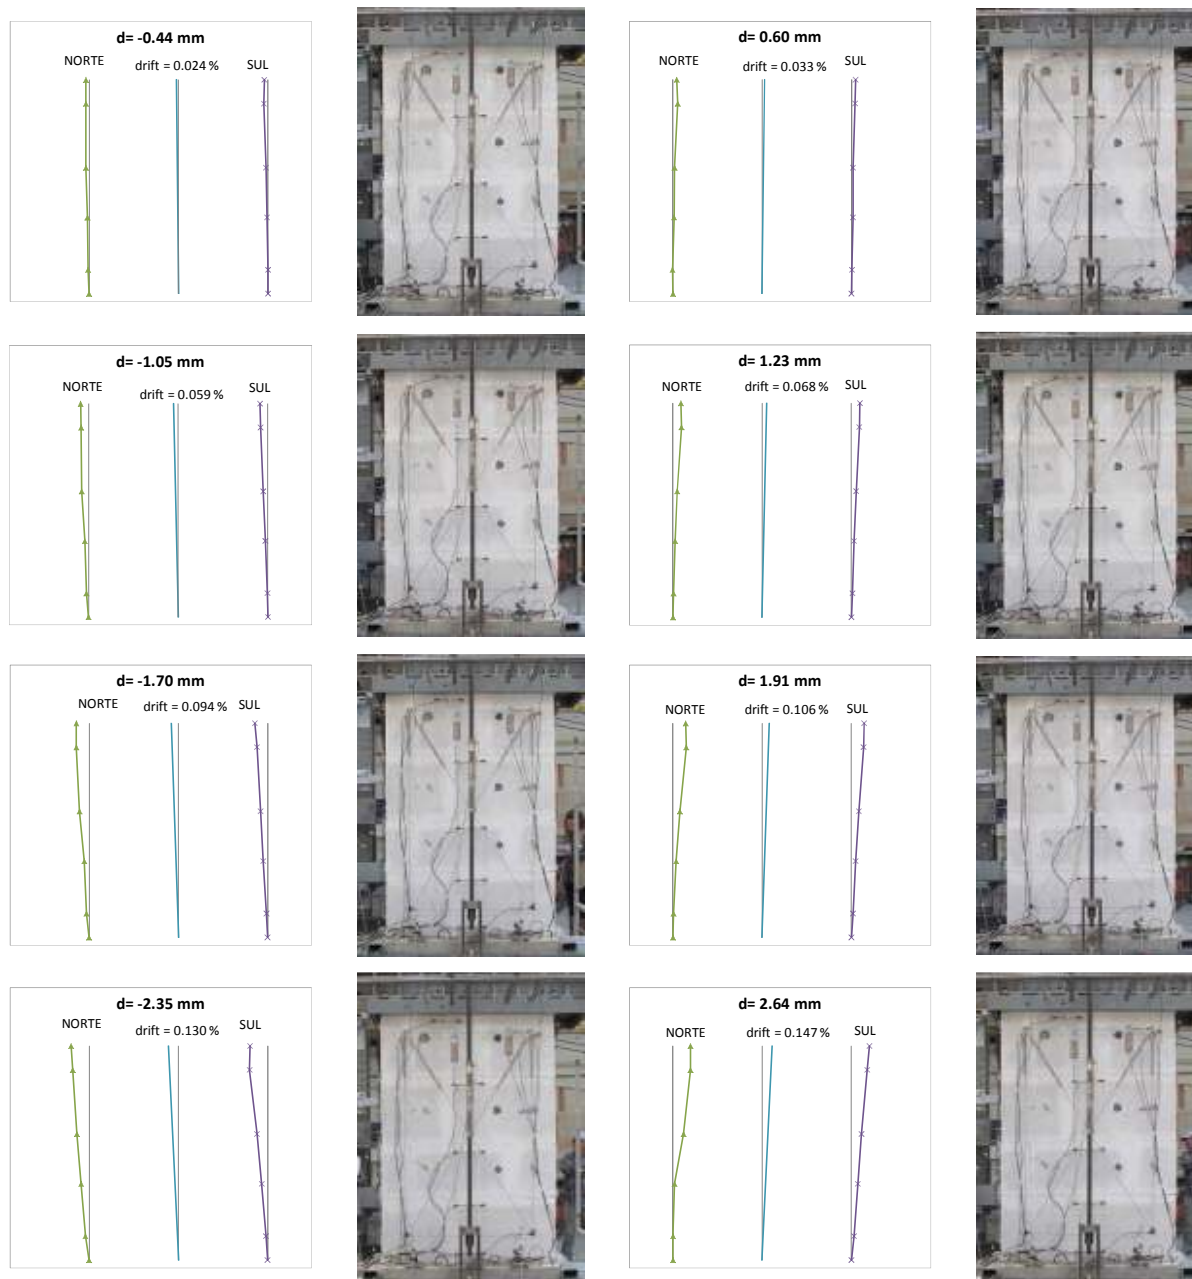 d= -0.44 mm
NORTE drift = 0.024 % SUL
d= 0.60 mm
NORTE drift = 0.033 % SUL
d= -1.05 mm
NORTE drift = 0.059 % SUL
d= 1.23 mm
NORTE drift = 0.068 % SUL
d= -1.70 mm
NORTE drift = 0.094 % SUL
d= 1.91 mm
NORTE drift = 0.106 % SUL
d= -2.35 mm
NORTE drift = 0.130 % SUL
d= 2.64 mm
NORTE drift = 0.147 % SUL